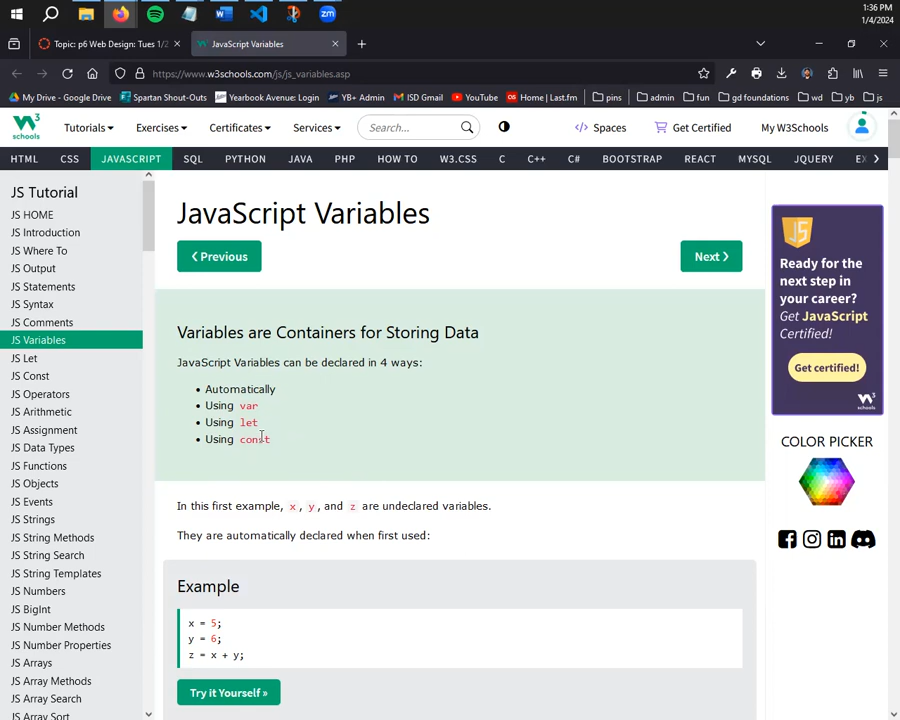 W
zm
1:36 PM
1/4/2024
Topic: p6 Web Design: Tues 1/2
JavaScript Variables
https://www.w3schools.com/js/js_variables.asp
My Drive - Google Drive
Spartan Shout-Outs
Yearbook Avenue: Login
YB+ Admin
ISD Gmail
YouTube
Home | Last.fm
pins
admin
fun
gd foundations
wd
yb
js
W3 schools
Tutorials
Exercises
Certificates
Services
Search...
Spaces
Get Certified
My W3Schools
HTML CSS JAVASCRIPT SQL PYTHON JAVA PHP HOW TO W3.CSS C C++ C# BOOTSTRAP REACT MYSQL JQUERY
JS Tutorial
JS HOME
JS Introduction
JS Where To
JS Output
JS Statements
JS Syntax
JS Comments
JS Variables
JS Let
JS Const
JS Operators
JS Arithmetic
JS Assignment
JS Data Types
JS Functions
JS Objects
JS Events
JS Strings
JS String Methods
JS String Search
JS String Templates
JS Numbers
JS BigInt
JS Number Methods
JS Number Properties
JS Arrays
JS Array Methods
JS Array Search
JS Array Sort
JavaScript Variables
❮ Previous
Next ❯
Variables are Containers for Storing Data
JavaScript Variables can be declared in 4 ways:
• Automatically
• Using var
• Using let
• Using const
In this first example, x, y, and z are undeclared variables.
They are automatically declared when first used:
Example
x = 5;
y = 6;
z = x + y;
Try it Yourself »
JS
Ready for the
next step in
your career?
Get JavaScript
Certified!
Get certified!
W3 schools
COLOR PICKER